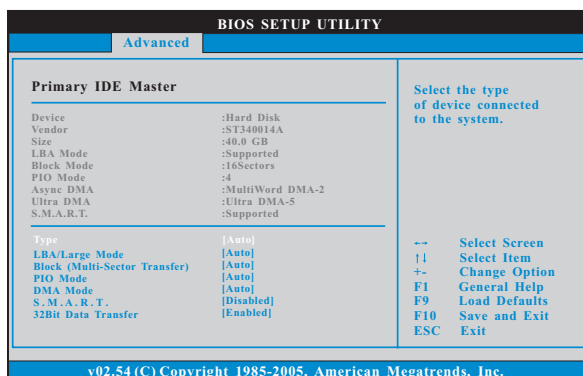 BIOS SETUP UTILITY
Advanced
Primary IDE Master
Device :Hard Disk
Vendor :ST340014A
Size :40.0 GB
LBA Mode :Supported
Block Mode :16Sectors
PIO Mode :4
Async DMA :MultiWord DMA-2
Ultra DMA :Ultra DMA-5
S.M.A.R.T. :Supported
Type [Auto]
LBA/Large Mode [Auto]
Block (Multi-Sector Transfer) [Auto]
PIO Mode [Auto]
DMA Mode [Auto]
S.M.A.R.T. [Disabled]
32Bit Data Transfer [Enabled]
Select the type
of device connected
to the system.
←→ Select Screen
↑↓ Select Item
+- Change Option
F1 General Help
F9 Load Defaults
F10 Save and Exit
ESC Exit
v02.54 (C) Copyright 1985-2005, American Megatrends, Inc.